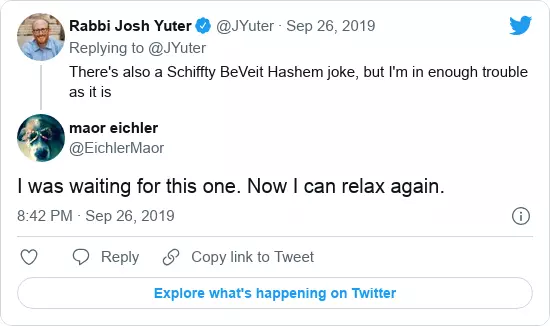 Rabbi Josh Yuter @JYuter · Sep 26, 2019
Replying to @JYuter
There's also a Schiffty BeVeit Hashem joke, but I'm in enough trouble
as it is
maor eichler
@EichlerMaor
I was waiting for this one. Now I can relax again.
8:42 PM · Sep 26, 2019
Reply Copy link to Tweet
Explore what's happening on Twitter